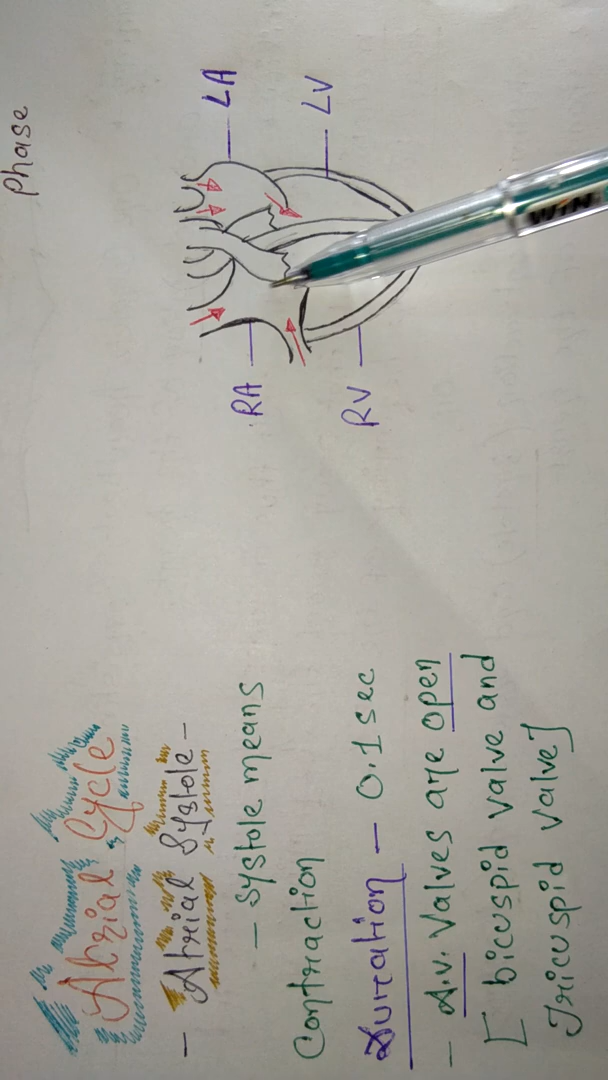 Atrial Cycle
- Atrial Systole -
- Systole means
Contraction
Duration - 0.1 sec
- A.V. Valves are open
[ bicuspid valve and
Tricuspid valve]
Phase
LA
LV
RA
RV
WIN